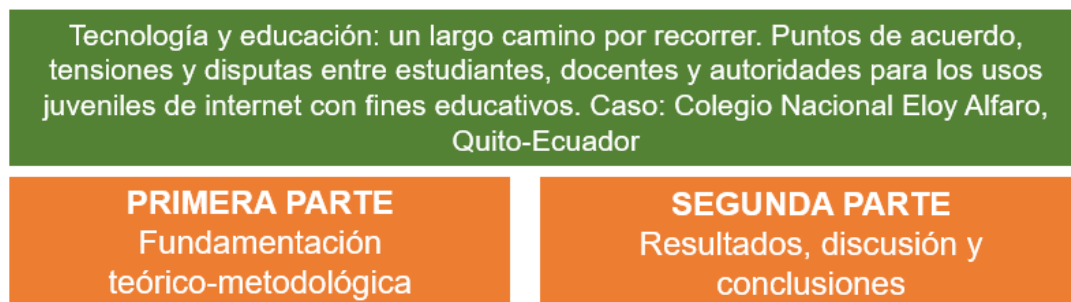 Tecnología y educación: un largo camino por recorrer. Puntos de acuerdo,
tensiones y disputas entre estudiantes, docentes y autoridades para los usos
juveniles de internet con fines educativos. Caso: Colegio Nacional Eloy Alfaro,
Quito-Ecuador
PRIMERA PARTE
Fundamentación
teórico-metodológica
SEGUNDA PARTE
Resultados, discusión y
conclusiones